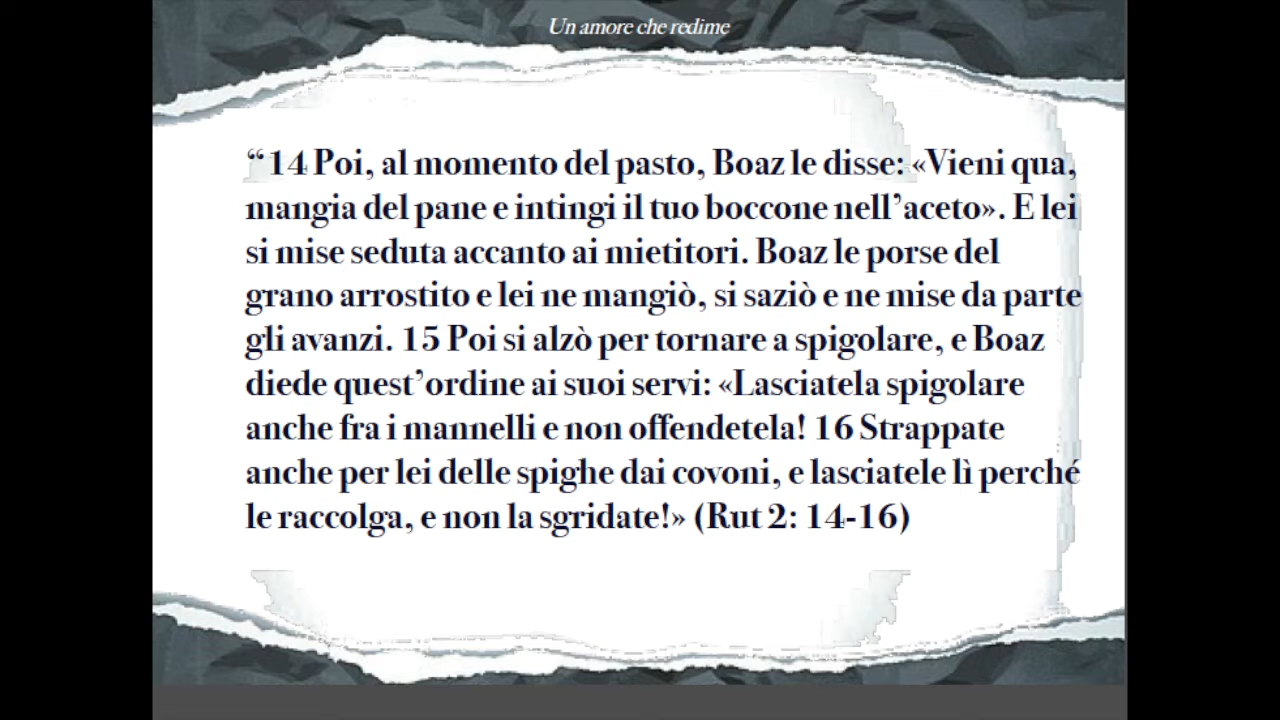 Un amore che redime
“14 Poi, al momento del pasto, Boaz le disse: «Vieni qua,
mangia del pane e intingi il tuo boccone nell’aceto». E lei
si mise seduta accanto ai mietitori. Boaz le porse del
grano arrostito e lei ne mangiò, si saziò e ne mise da parte
gli avanzi. 15 Poi si alzò per tornare a spigolare, e Boaz
diede quest’ordine ai suoi servi: «Lasciatela spigolare
anche fra i mannelli e non offendetela! 16 Strappate
anche per lei delle spighe dai covoni, e lasciatele lì perché
le raccolga, e non la sgridate!» (Rut 2: 14-16)